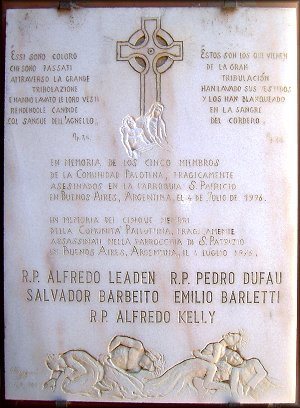 ESSI SONO COLORO
CHE SONO PASSATI
ATTRAVERSO LA GRANDE
TRIBOLAZIONE
E HANNO LAVATO LE LORO VESTI
RENDENDOLE CANDIDE
COL SANGUE DELL'AGNELLO.
ÉSTOS SON LOS QUE VIENEN
DE LA GRAN
TRIBULACIÓN
HAN LAVADO SUS VESTIDOS
Y LOS HAN BLANQUEADO
EN LA SANGRE
DEL CORDERO.
EN MEMORIA DE LOS CINCO MIEMBROS
DE LA COMUNIDAD PALOTINA, TRAGICAMENTE
ASESINADOS EN LA PARROQUIA S. PATRICIO
EN BUENOS AIRES, ARGENTINA, EL 4 DE JULIO DE 1976.
IN MEMORIA DEI CINQUE MEMBRI
DELLA COMUNITÀ PALLOTTINA, TRAGICAMENTE
ASSASSINATI NELLA PARROCCHIA DI S. PATRIZIO
IN BUENOS AIRES, ARGENTINA, IL 4 LUGLIO 1976.
R.P. ALFREDO LEADEN R.P. PEDRO DUFAU
SALVADOR BARBEITO EMILIO BARLETTI
R.P. ALFREDO KELLY